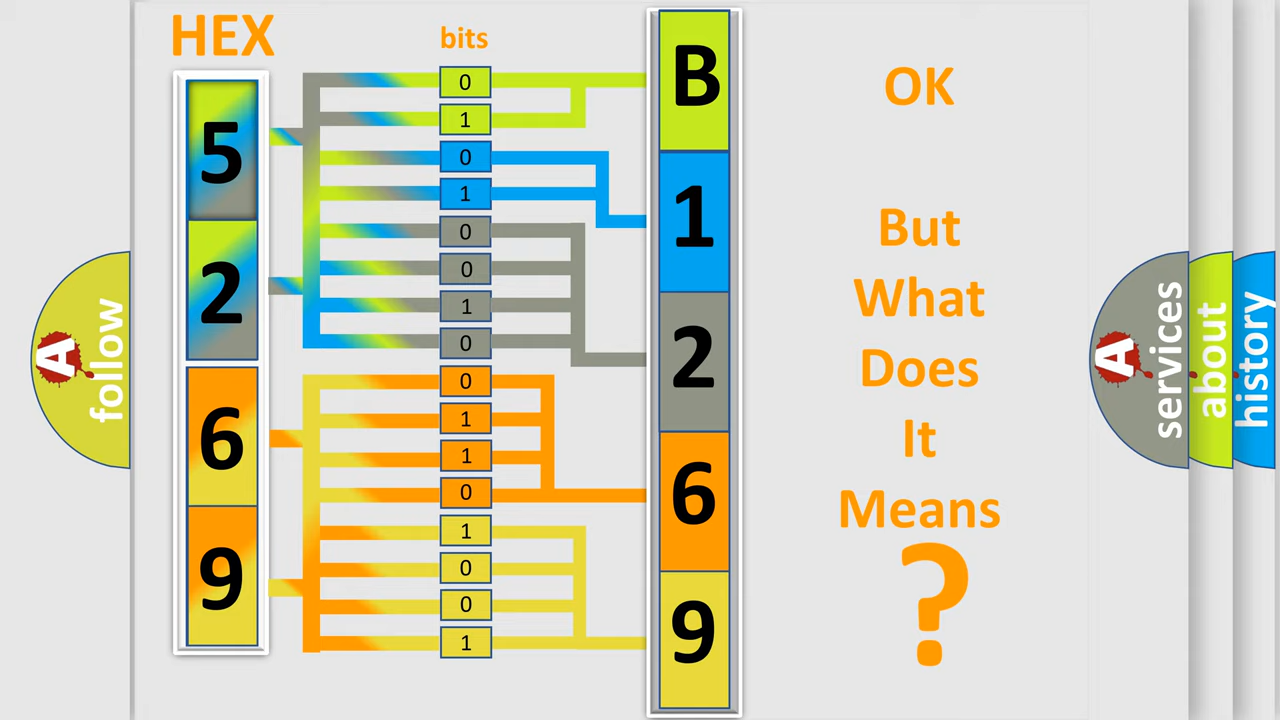 HEX
bits
5
2
6
9
0
1
0
1
0
0
1
0
0
1
1
0
1
0
0
1
B
1
2
6
9
OK
But
What
Does
It
Means
?
A
follow
A
services
about
history